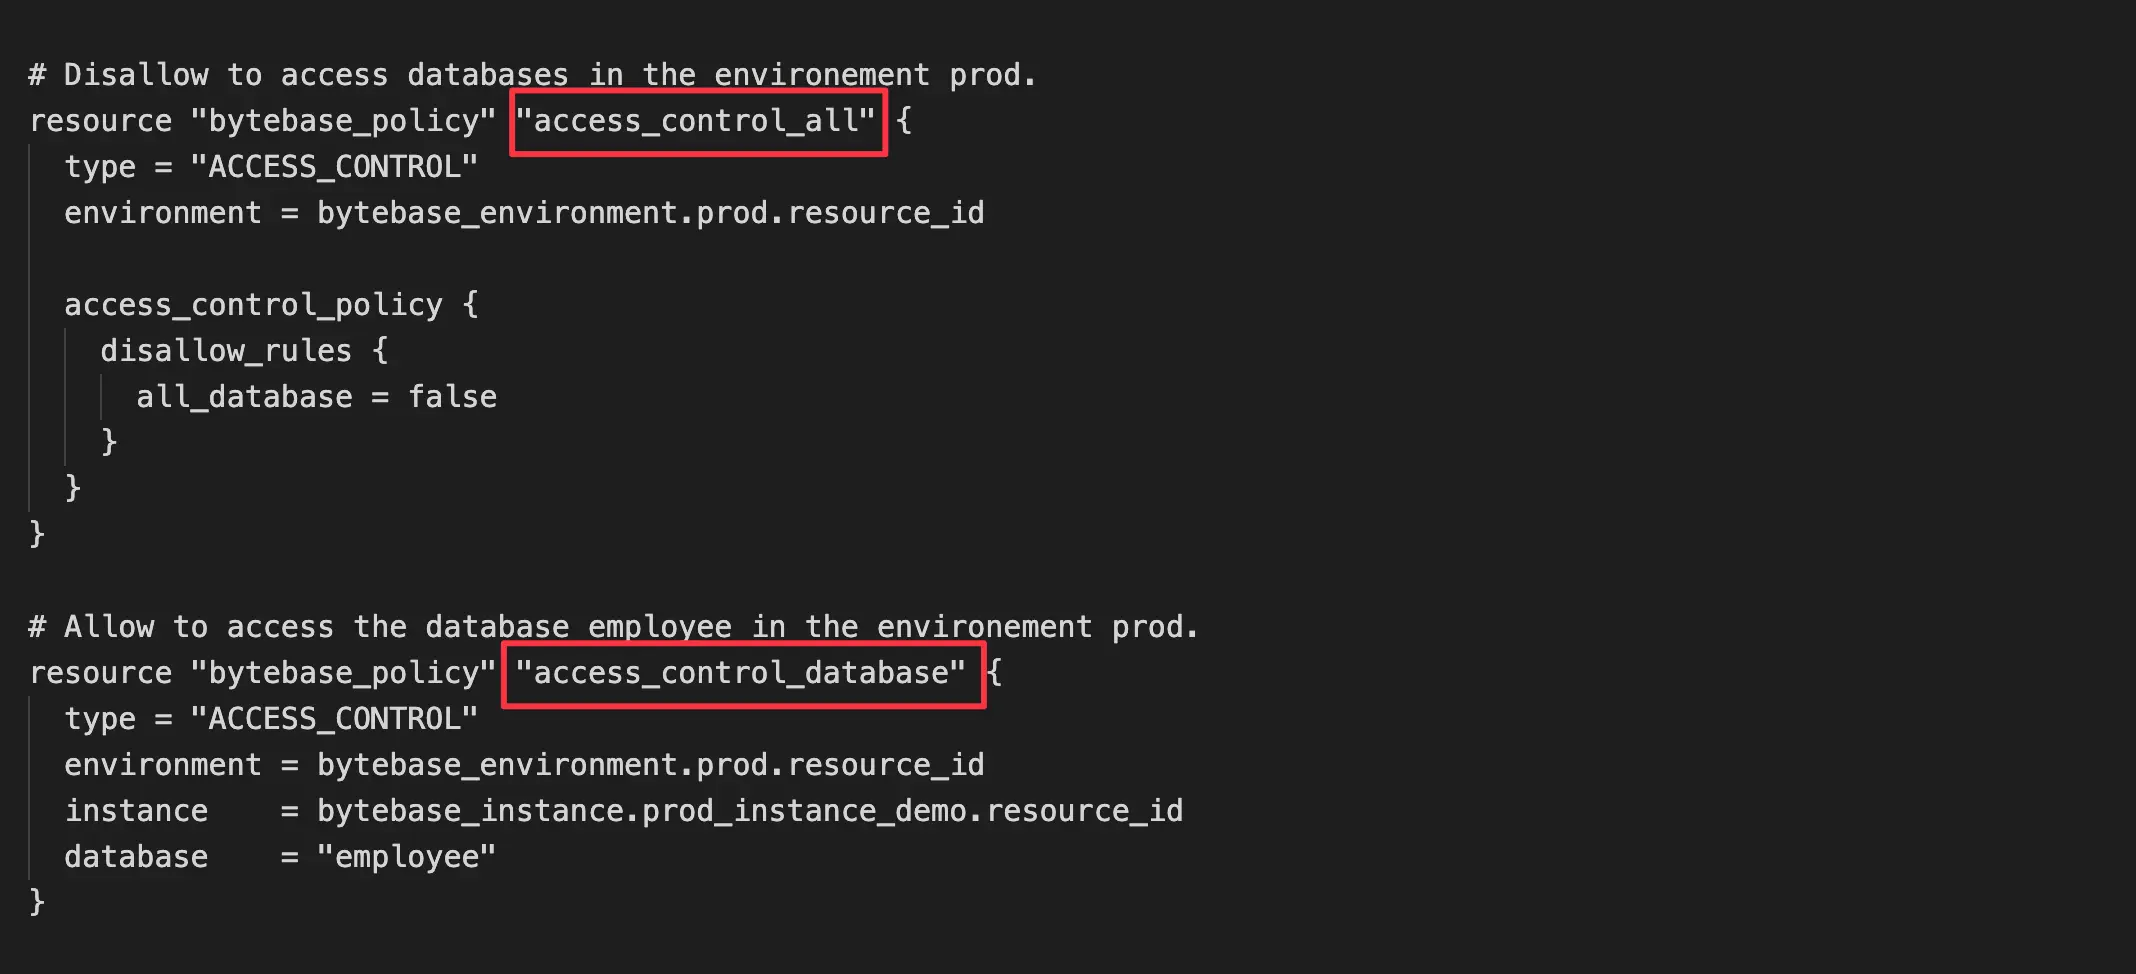 # Disallow to access databases in the environement prod.
resource "bytebase_policy" "access_control_all" {
  type = "ACCESS_CONTROL"
  environment = bytebase_environment.prod.resource_id

  access_control_policy {
    disallow_rules {
      all_database = false
    }
  }
}

# Allow to access the database employee in the environement prod.
resource "bytebase_policy" "access_control_database" {
  type = "ACCESS_CONTROL"
  environment = bytebase_environment.prod.resource_id
  instance    = bytebase_instance.prod_instance_demo.resource_id
  database    = "employee"
}